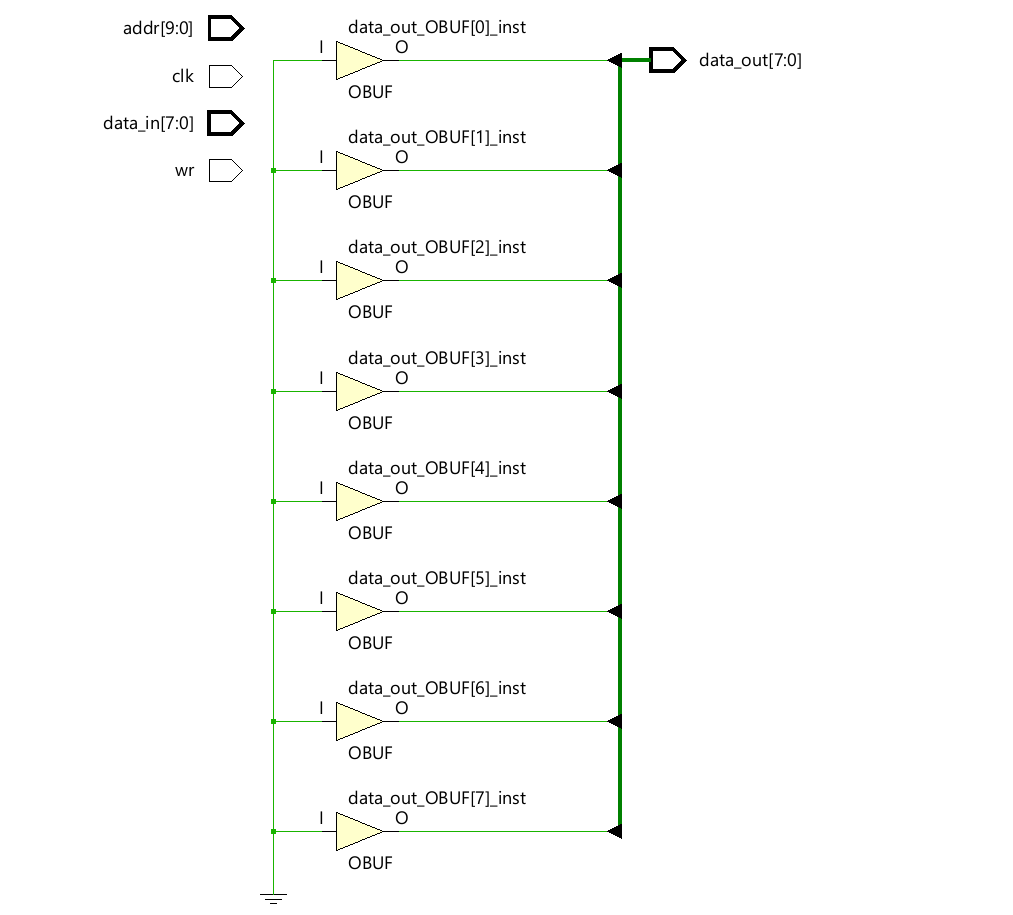 addr[9:0]
clk
data_in[7:0]
wr
data_out_OBUF[0]_inst
I
O
OBUF
data_out[7:0]
data_out_OBUF[1]_inst
I
O
OBUF
data_out_OBUF[2]_inst
I
O
OBUF
data_out_OBUF[3]_inst
I
O
OBUF
data_out_OBUF[4]_inst
I
O
OBUF
data_out_OBUF[5]_inst
I
O
OBUF
data_out_OBUF[6]_inst
I
O
OBUF
data_out_OBUF[7]_inst
I
O
OBUF